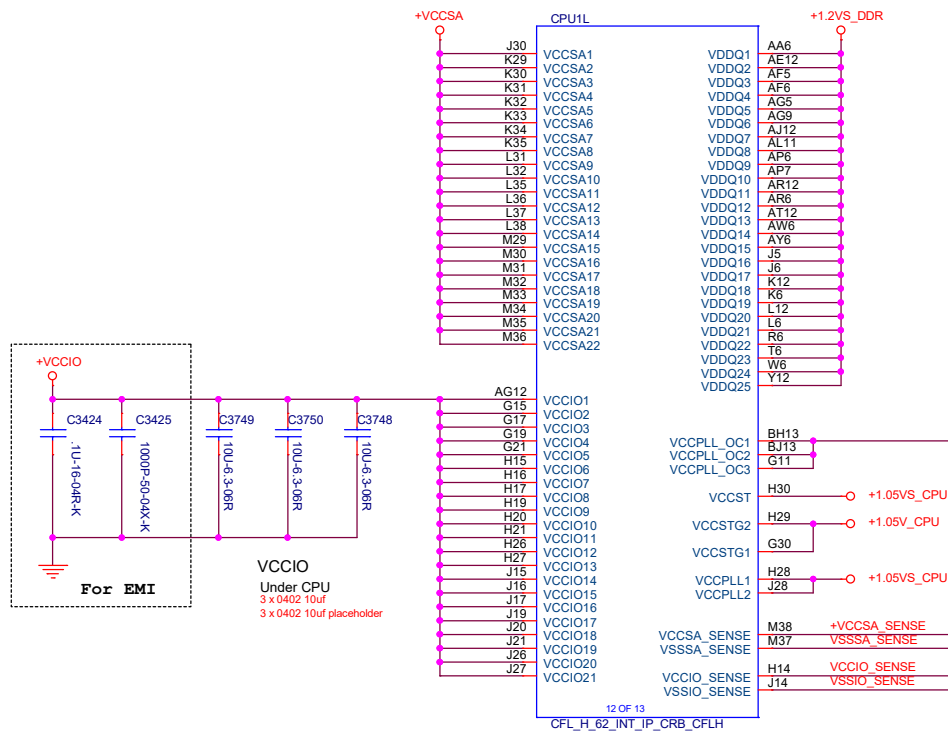 +VCCSA
CPU1L
+1.2VS_DDR
J30 VCCSA1 VDDQ1 AA6
K29 VCCSA2 VDDQ2 AE12
K30 VCCSA3 VDDQ3 AF5
K31 VCCSA4 VDDQ4 AF6
K32 VCCSA5 VDDQ5 AG5
K33 VCCSA6 VDDQ6 AG9
K34 VCCSA7 VDDQ7 AJ12
K35 VCCSA8 VDDQ8 AL11
L31 VCCSA9 VDDQ9 AP6
L32 VCCSA10 VDDQ10 AP7
L35 VCCSA11 VDDQ11 AR12
L36 VCCSA12 VDDQ12 AR6
L37 VCCSA13 VDDQ13 AT12
L38 VCCSA14 VDDQ14 AW6
M29 VCCSA15 VDDQ15 AY6
M30 VCCSA16 VDDQ16 J5
M31 VCCSA17 VDDQ17 J6
M32 VCCSA18 VDDQ18 K12
M33 VCCSA19 VDDQ19 K6
M34 VCCSA20 VDDQ20 L12
M35 VCCSA21 VDDQ21 L6
M36 VCCSA22 VDDQ22 R6
VDDQ23 T6
VDDQ24 W6
VDDQ25 Y12
+VCCIO
C3424
.1U-16-04R-K
C3425
1000P-50-04X-K
C3749
10U-6.3-06R
C3750
10U-6.3-06R
C3748
10U-6.3-06R
For EMI
VCCIO
Under CPU
3 x 0402 10uf
3 x 0402 10uf placeholder
AG12 VCCIO1
G15 VCCIO2
G17 VCCIO3
G19 VCCIO4
G21 VCCIO5
H15 VCCIO6
H16 VCCIO7
H17 VCCIO8
H19 VCCIO9
H20 VCCIO10
H21 VCCIO11
H26 VCCIO12
H27 VCCIO13
J15 VCCIO14
J16 VCCIO15
J17 VCCIO16
J19 VCCIO17
J20 VCCIO18
J21 VCCIO19
J26 VCCIO20
J27 VCCIO21
VCCPLL_OC1 BH13
VCCPLL_OC2 BJ13
VCCPLL_OC3 G11
VCCST H30 +1.05VS_CPU
VCCSTG2 H29 +1.05V_CPU
VCCSTG1 G30
VCCPLL1 H28 +1.05VS_CPU
VCCPLL2 J28
VCCSA_SENSE M38 +VCCSA_SENSE
VSSSA_SENSE M37 VSSSA_SENSE
VCCIO_SENSE H14 VCCIO_SENSE
VSSIO_SENSE J14 VSSIO_SENSE
12 OF 13
CFL_H_62_INT_IP_CRB_CFLH